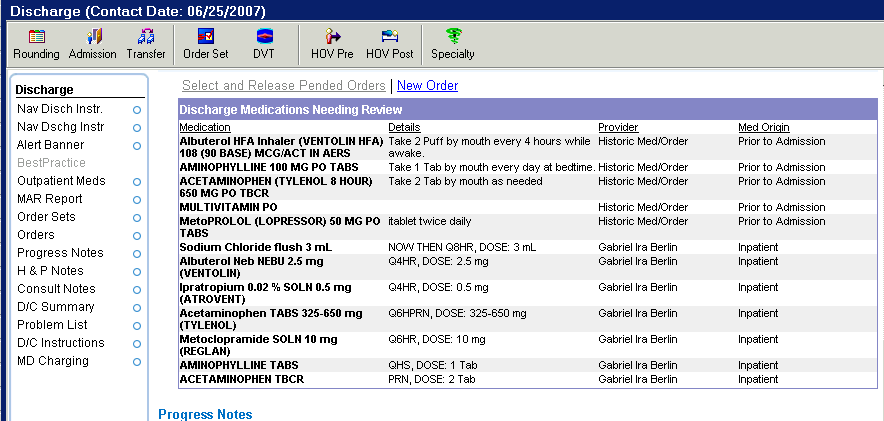 Discharge (Contact Date: 06/25/2007)
Rounding Admission Transfer Order Set DVT HOV Pre HOV Post Specialty
Discharge
Nav Disch Instr.
Nav Dschg Instr
Alert Banner
BestPractice
Outpatient Meds
MAR Report
Order Sets
Orders
Progress Notes
H & P Notes
Consult Notes
D/C Summary
Problem List
D/C Instructions
MD Charging
Select and Release Pended Orders | New Order
Discharge Medications Needing Review
Medication Details Provider Med Origin
Albuterol HFA Inhaler (VENTOLIN HFA) Take 2 Puff by mouth every 4 hours while Historic Med/Order Prior to Admission
108 (90 BASE) MCG/ACT IN AERS awake.
AMINOPHYLLINE 100 MG PO TABS Take 1 Tab by mouth every day at bedtime. Historic Med/Order Prior to Admission
ACETAMINOPHEN (TYLENOL 8 HOUR) Take 2 Tab by mouth as needed Historic Med/Order Prior to Admission
650 MG PO TBCR
MULTIVITAMIN PO Historic Med/Order Prior to Admission
MetoPROLOL (LOPRESSOR) 50 MG PO itablet twice daily Historic Med/Order Prior to Admission
TABS
Sodium Chloride flush 3 mL NOW THEN Q8HR, DOSE: 3 mL Gabriel Ira Berlin Inpatient
Albuterol Neb NEBU 2.5 mg Q4HR, DOSE: 2.5 mg Gabriel Ira Berlin Inpatient
(VENTOLIN)
Ipratropium 0.02 % SOLN 0.5 mg Q4HR, DOSE: 0.5 mg Gabriel Ira Berlin Inpatient
(ATROVENT)
Acetaminophen TABS 325-650 mg Q6HPRN, DOSE: 325-650 mg Gabriel Ira Berlin Inpatient
(TYLENOL)
Metoclopramide SOLN 10 mg Q6HR, DOSE: 10 mg Gabriel Ira Berlin Inpatient
(REGLAN)
AMINOPHYLLINE TABS QHS, DOSE: 1 Tab Gabriel Ira Berlin Inpatient
ACETAMINOPHEN TBCR PRN, DOSE: 2 Tab Gabriel Ira Berlin Inpatient
Progress Notes